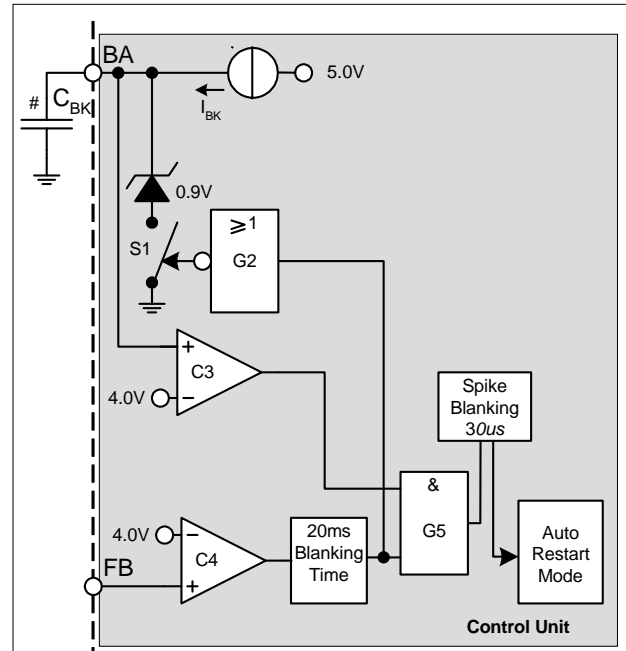 BA
5.0V
# C_BK
I_BK
0.9V
S1
≥1
G2
+
C3
4.0V
−
Spike
Blanking
30us
&
G5
4.0V
−
C4
+
20ms
Blanking
Time
Auto
Restart
Mode
FB
Control Unit